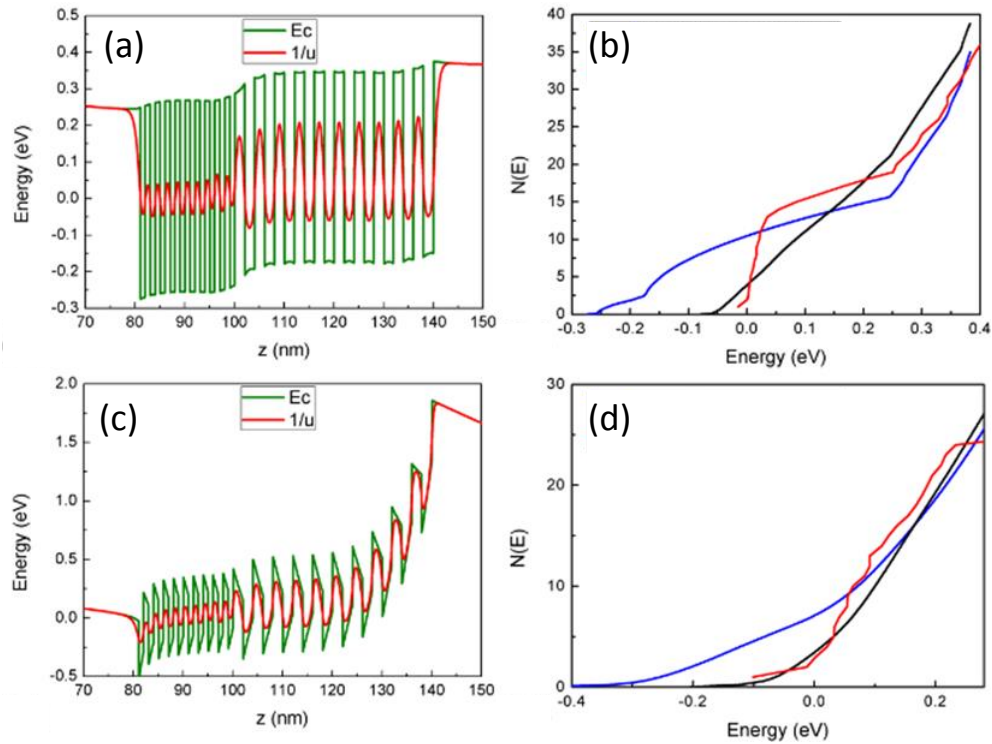 (a)
Ec
1/u
0.5
0.4
0.3
0.2
0.1
0.0
-0.1
-0.2
-0.3
Energy (eV)
70 80 90 100 110 120 130 140 150
z (nm)
(b)
40
35
30
25
20
15
10
5
0
N(E)
-0.3 -0.2 -0.1 0.0 0.1 0.2 0.3 0.4
Energy (eV)
(c)
Ec
1/u
2.0
1.5
1.0
0.5
0.0
-0.5
Energy (eV)
70 80 90 100 110 120 130 140 150
z (nm)
(d)
30
20
10
0
N(E)
-0.4 -0.2 0.0 0.2
Energy (eV)